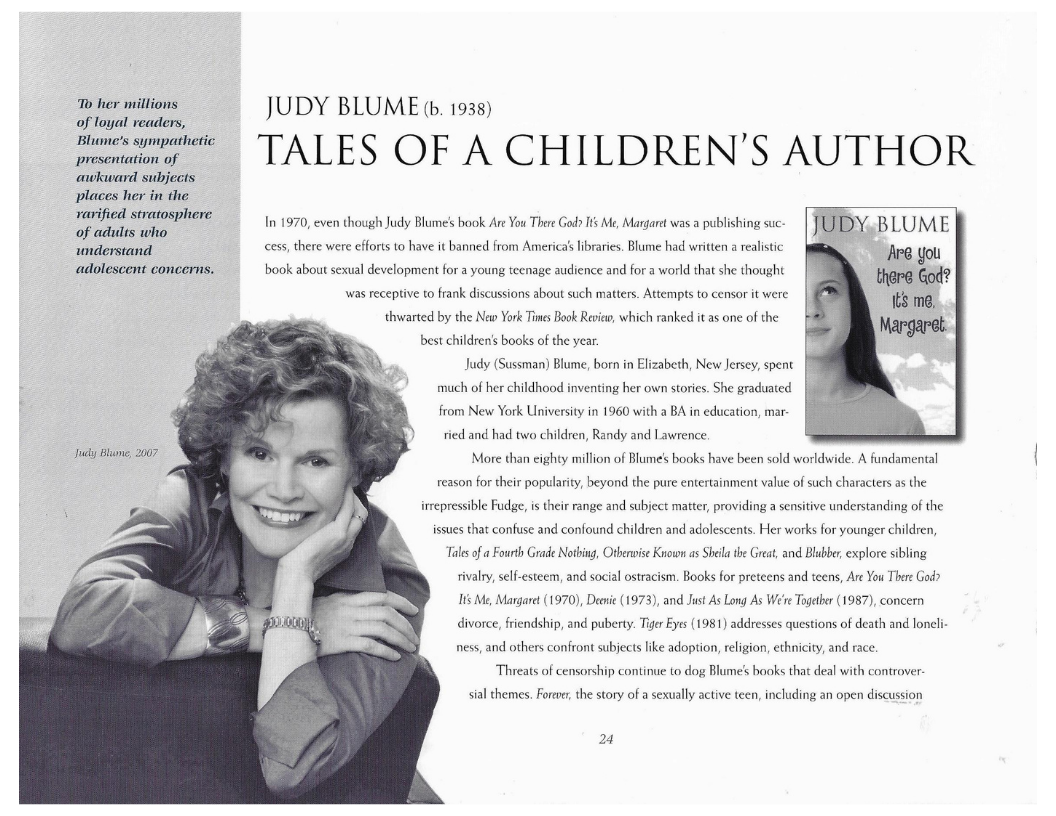 To her millions
of loyal readers,
Blume's sympathetic
presentation of
awkward subjects
places her in the
rarified stratosphere
of adults who
understand
adolescent concerns.
JUDY BLUME (b. 1938)
TALES OF A CHILDREN'S AUTHOR
In 1970, even though Judy Blume's book Are You There God? It's Me, Margaret was a publishing suc-
cess, there were efforts to have it banned from America's libraries. Blume had written a realistic
book about sexual development for a young teenage audience and for a world that she thought
was receptive to frank discussions about such matters. Attempts to censor it were
thwarted by the New York Times Book Review, which ranked it as one of the
best children's books of the year.
Judy (Sussman) Blume, born in Elizabeth, New Jersey, spent
much of her childhood inventing her own stories. She graduated
from New York University in 1960 with a BA in education, mar-
ried and had two children, Randy and Lawrence.
More than eighty million of Blume's books have been sold worldwide. A fundamental
reason for their popularity, beyond the pure entertainment value of such characters as the
irrepressible Fudge, is their range and subject matter, providing a sensitive understanding of the
issues that confuse and confound children and adolescents. Her works for younger children,
Tales of a Fourth Grade Nothing, Otherwise Known as Sheila the Great, and Blubber, explore sibling
rivalry, self-esteem, and social ostracism. Books for preteens and teens, Are You There God?
It's Me, Margaret (1970), Deenie (1973), and Just As Long As We're Together (1987), concern
divorce, friendship, and puberty. Tiger Eyes (1981) addresses questions of death and loneli-
ness, and others confront subjects like adoption, religion, ethnicity, and race.
Threats of censorship continue to dog Blume's books that deal with controver-
sial themes. Forever, the story of a sexually active teen, including an open discussion
JUDY BLUME
Are you
there God?
it's me,
Margaret.
Judy Blume, 2007
24